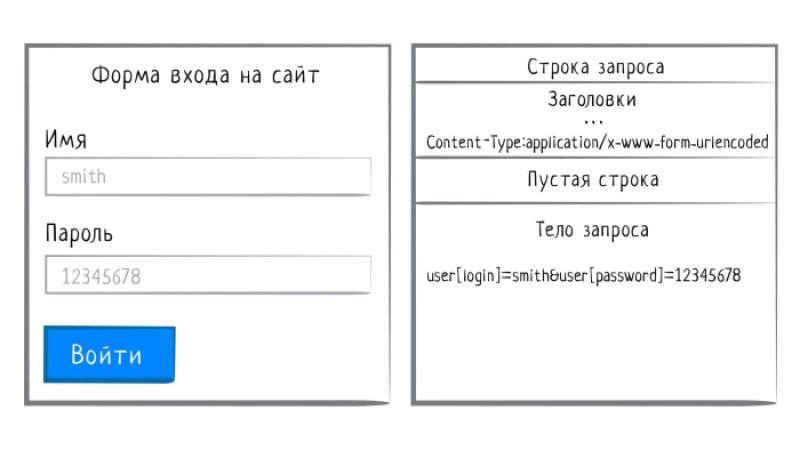 Форма входа на сайт
Имя
smith
Пароль
12345678
Войти
Строка запроса
Заголовки
...
Content-Type:application/x-www-form-urlencoded
Пустая строка
Тело запроса
user[login]=smith&user[password]=12345678